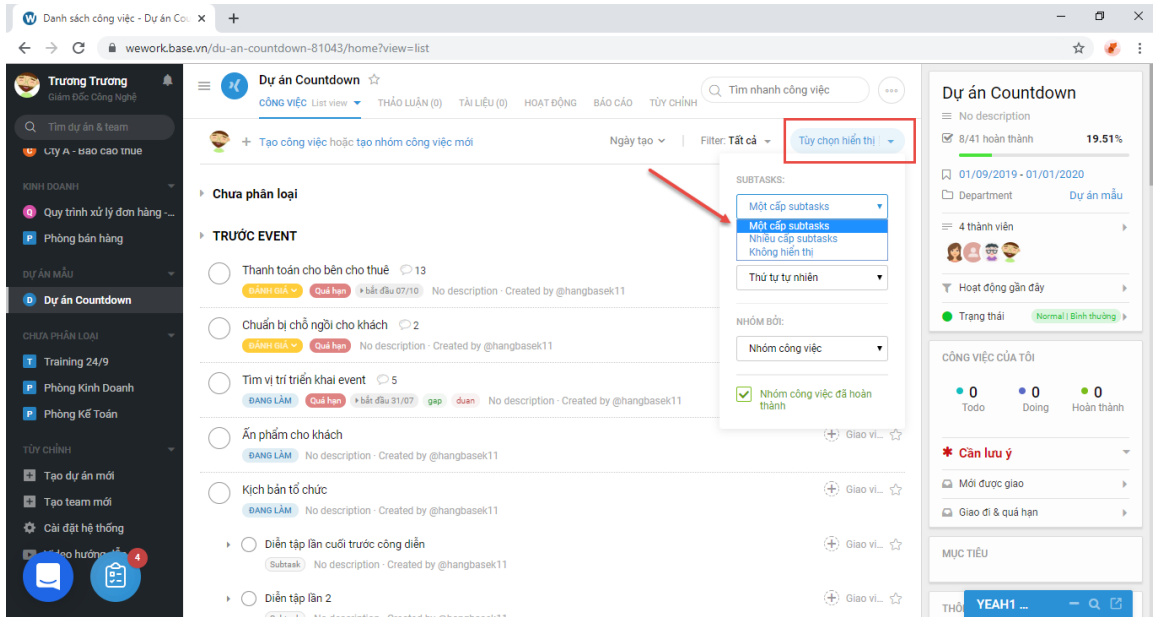 Danh sách công việc - Dự án Cou
wework.base.vn/du-an-countdown-81043/home?view=list
Trương Trương
Giám Đốc Công Nghệ
Tìm dự án & team
Cty A - Báo cáo thuế
KINH DOANH
Quy trình xử lý đơn hàng -...
Phòng bán hàng
DỰ ÁN MẪU
Dự án Countdown
CHƯA PHÂN LOẠI
Training 24/9
Phòng Kinh Doanh
Phòng Kế Toán
TÙY CHỈNH
Tạo dự án mới
Tạo team mới
Cài đặt hệ thống
4
Dự án Countdown
CÔNG VIỆC List view THẢO LUẬN (0) TÀI LIỆU (0) HOẠT ĐỘNG BÁO CÁO TÙY CHỈNH
Tìm nhanh công việc
+ Tạo công việc hoặc tạo nhóm công việc mới
Ngày tạo
Filter: Tất cả
Tùy chọn hiển thị
Chưa phân loại
TRƯỚC EVENT
Thanh toán cho bên cho thuê 13
ĐÁNH GIÁ Quá hạn bắt đầu 07/10 No description · Created by @hangbasek11
Chuẩn bị chỗ ngồi cho khách 2
ĐÁNH GIÁ Quá hạn No description · Created by @hangbasek11
Tìm vị trí triển khai event 5
ĐANG LÀM Quá hạn bắt đầu 31/07 gap duan No description · Created by @hangbasek11
Ấn phẩm cho khách
ĐANG LÀM No description · Created by @hangbasek11
Giao vi...
Kịch bản tổ chức
ĐANG LÀM No description · Created by @hangbasek11
Giao vi...
Diễn tập lần cuối trước công diễn
Subtask No description · Created by @hangbasek11
Giao vi...
Diễn tập lần 2
Giao vi...
SUBTASKS:
Một cấp subtasks
Một cấp subtasks
Nhiều cấp subtasks
Không hiển thị
Thứ tự tự nhiên
NHÓM BỞI:
Nhóm công việc
Nhóm công việc đã hoàn
thành
Dự án Countdown
No description
8/41 hoàn thành 19.51%
01/09/2019 - 01/01/2020
Department Dự án mẫu
4 thành viên
Hoạt động gần đây
Trạng thái Normal | Bình thường
CÔNG VIỆC CỦA TÔI
0 0 0
Todo Doing Hoàn thành
Cần lưu ý
Mới được giao
Giao đi & quá hạn
MỤC TIÊU
YEAH1 ...